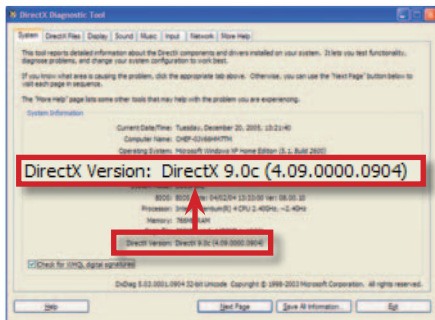 DirectX Diagnostic Tool
System DirectX Files Display Sound Music Input Network More Help
This tool reports detailed information about the DirectX components and drivers installed on your system. It lets you test functionality,
diagnose problems, and change your system configuration to work best.
If you know what area is causing the problem, click the appropriate tab above. Otherwise, you can use the "Next Page" button below to
visit each page in sequence.
The "More Help" page lists some other tools that may help with the problem you are experiencing.
System Information
Current Date/Time: Tuesday, December 20, 2005, 13:21:40
Computer Name:
Operating System: Microsoft Windows XP Home Edition (5.1, Build 2600)
DirectX Version: DirectX 9.0c (4.09.0000.0904)
BIOS:
Processor: Intel Pentium(R) 4 CPU 2.40GHz, ~2.4GHz
Memory: RAM
DirectX Version: DirectX 9.0c (4.09.0000.0904)
Check for WHQL digital signatures
DxDiag 5.03.0001.0904 32-bit Unicode Copyright © 1998-2003 Microsoft Corporation. All rights reserved.
Help Next Page Save All Information... Exit